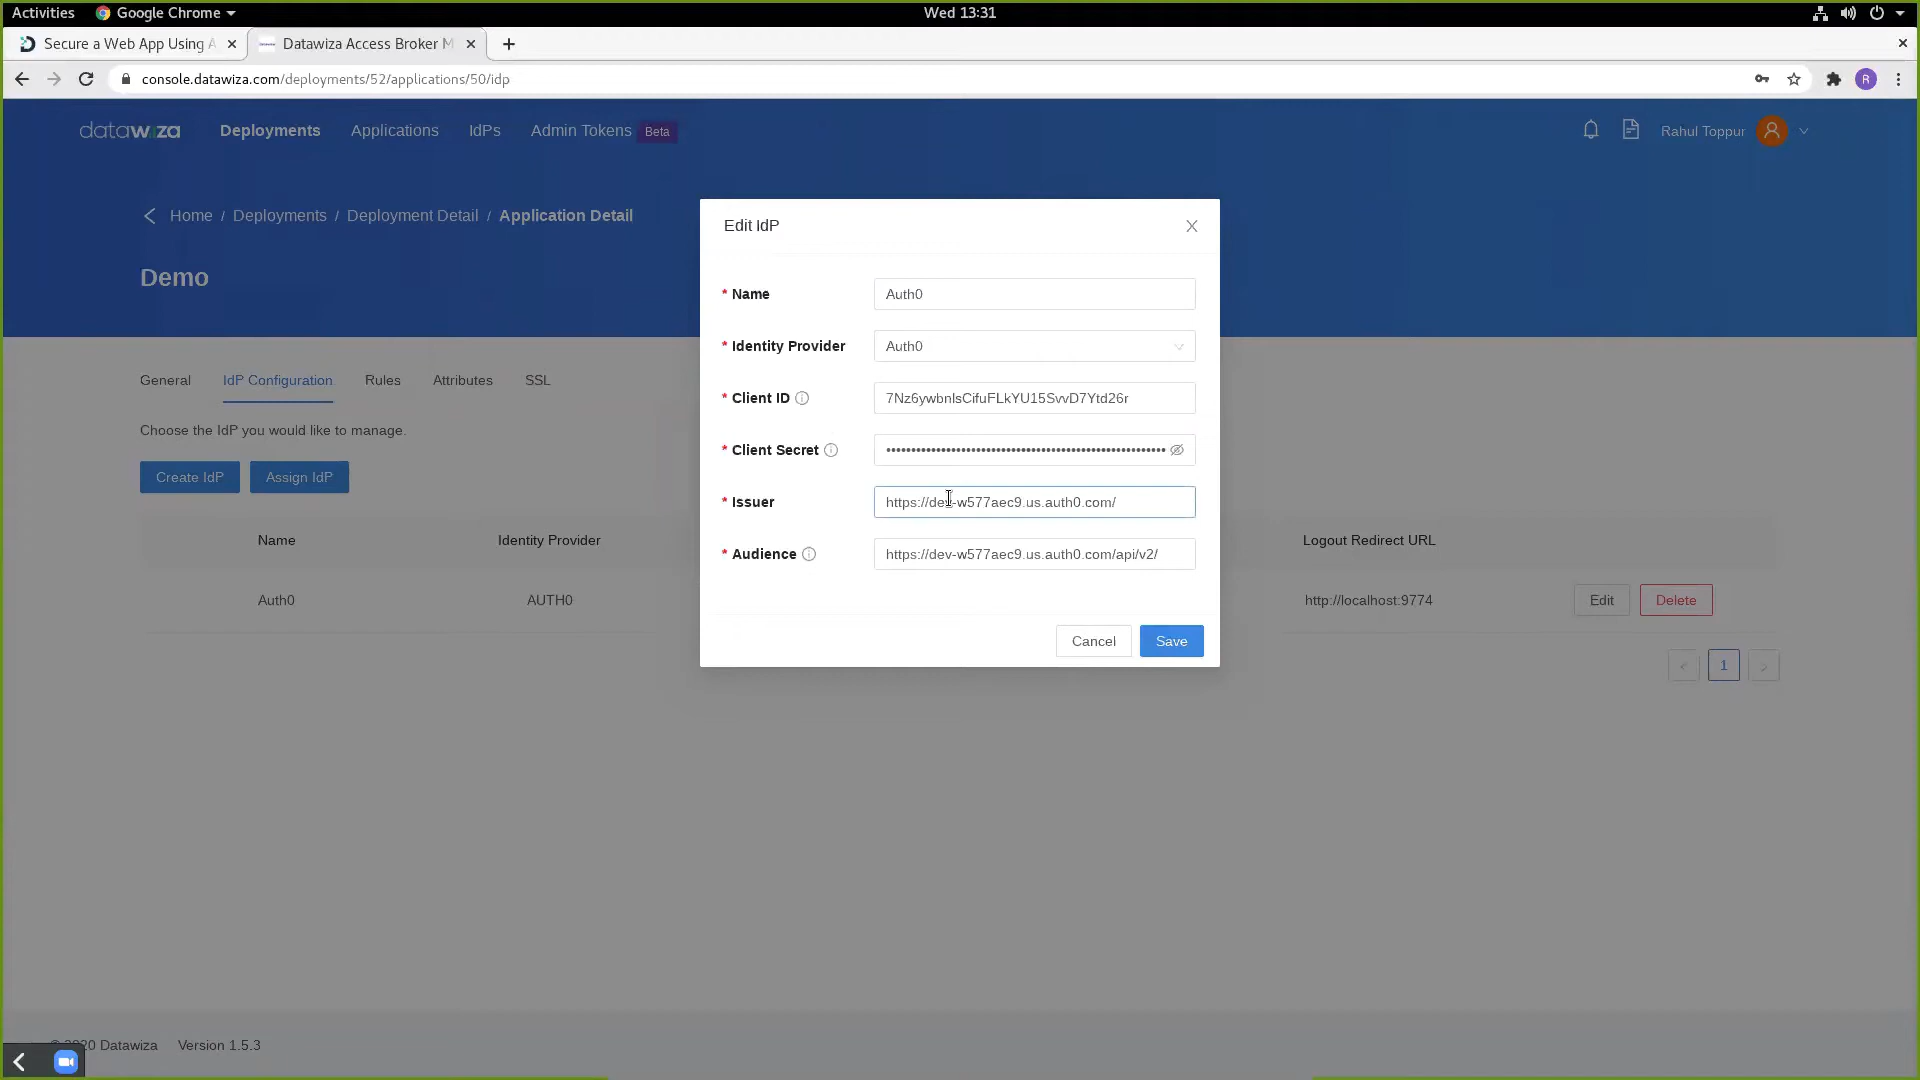 Activities Google Chrome Wed 13:31
Secure a Web App Using A Datawiza Access Broker M
console.datawiza.com/deployments/52/applications/50/idp R
datawiza Deployments Applications IdPs Admin Tokens Beta Rahul Toppur
Home / Deployments / Deployment Detail / Application Detail
Demo
General IdP Configuration Rules Attributes SSL
Choose the IdP you would like to manage.
Create IdP Assign IdP
Name Identity Provider Logout Redirect URL
Auth0 AUTH0 http://localhost:9774 Edit Delete
< 1 >
Edit IdP
* Name Auth0
* Identity Provider Auth0
* Client ID 7Nz6ywbnlsCifuFLkYU15SvvD7Ytd26r
* Client Secret ••••••••••••••••••••••••••••••••••••••••••••••••••••••••
* Issuer https://dev-w577aec9.us.auth0.com/
* Audience https://dev-w577aec9.us.auth0.com/api/v2/
Cancel Save
Datawiza Version 1.5.3